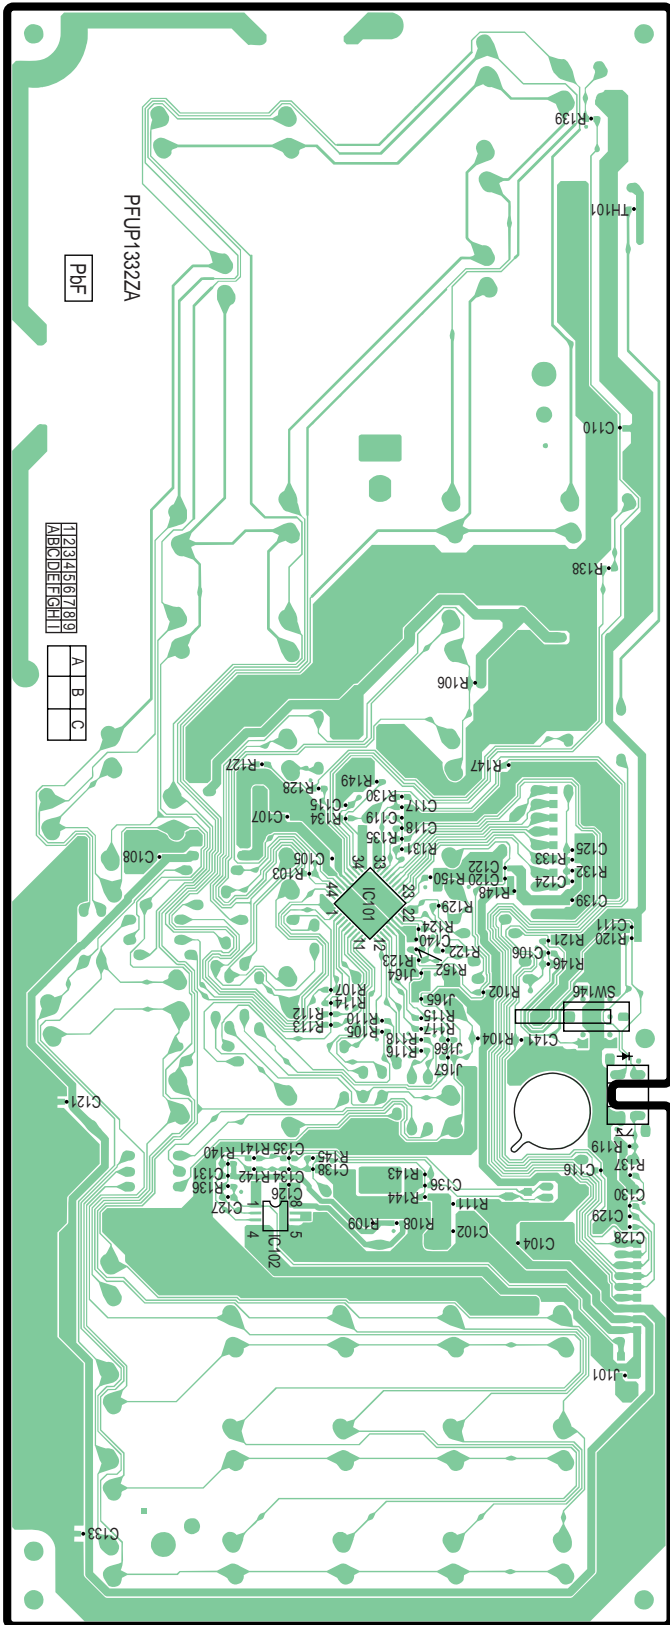 R139
TH101
PFUP1332ZA
PbF
C110
123456789
ABCDEFGHI
R138
A B C
R106
R127
R147
R128
R149
R130
C115
C117
R134
C119
C107
C118
R135
R131
C125
R133
C108
C105
R103
34
33
C122
R132
C120
C124
R150
R148
44
1
IC101
23
22
C139
R129
11
12
R124
C140
R122
R123
R152
J164
C111
R120
R121
C106
R146
R107
R114
R112
R113
R110
R105
J165
R115
R117
R118
R116
J166
J167
R102
R104
SW146
C141
C121
R119
R137
C116
C130
C129
C128
R140
R141
C135
R145
C131
R142
C134
C138
R136
C126
C127
R143
C136
R144
R111
1
8
4
5
IC102
R109
R108
C102
C104
J101
C133